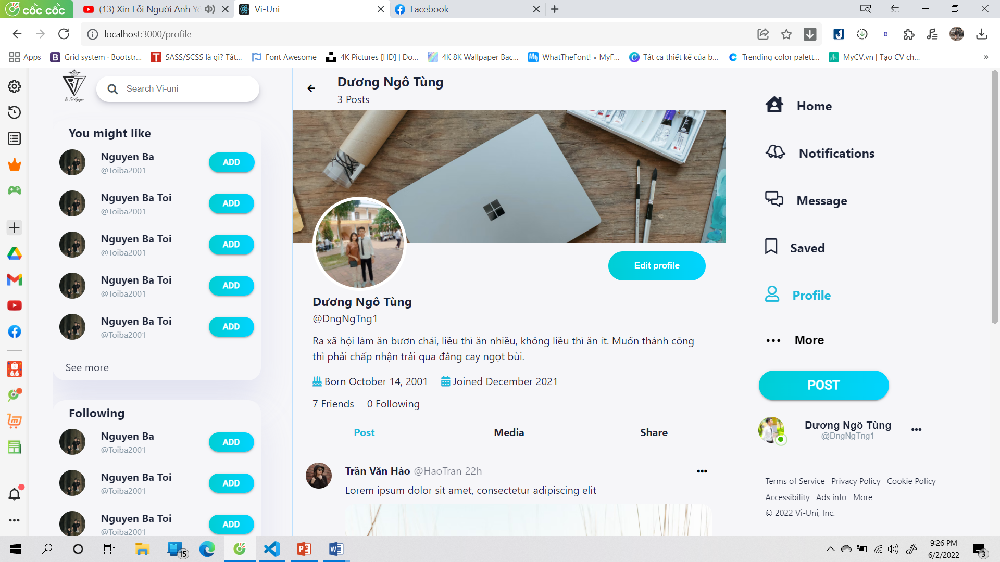 cốc cốc
(13) Xin Lỗi Người Anh Yê
Vi-Uni
Facebook
localhost:3000/profile
Apps
Grid system · Bootstr...
SASS/SCSS là gì? Tất...
Font Awesome
4K Pictures [HD] | Do...
4K 8K Wallpaper Bac...
WhatTheFont! « MyF...
Tất cả thiết kế của b...
Trending color palett...
MyCV.vn | Tạo CV ch...
»
Ba Toi Nguyen
Search Vi-uni
You might like
Nguyen Ba
@Toiba2001
ADD
Nguyen Ba Toi
@Toiba2001
ADD
Nguyen Ba Toi
@Toiba2001
ADD
Nguyen Ba Toi
@Toiba2001
ADD
Nguyen Ba Toi
@Toiba2001
ADD
See more
Following
Nguyen Ba
@Toiba2001
ADD
Nguyen Ba Toi
@Toiba2001
ADD
Nguyen Ba Toi
@Toiba2001
ADD
Dương Ngô Tùng
3 Posts
Edit profile
Dương Ngô Tùng
@DngNgTng1
Ra xã hội làm ăn bươn chải, liều thì ăn nhiều, không liều thì ăn ít. Muốn thành công
thì phải chấp nhận trải qua đắng cay ngọt bùi.
Born October 14, 2001
Joined December 2021
7 Friends
0 Following
Post
Media
Share
Trần Văn Hào @HaoTran 22h
Lorem ipsum dolor sit amet, consectetur adipiscing elit
Home
Notifications
Message
Saved
Profile
More
POST
Dương Ngô Tùng
@DngNgTng1
Terms of Service Privacy Policy Cookie Policy
Accessibility Ads info More
© 2022 Vi-Uni, Inc.
15
9:26 PM
6/2/2022
3